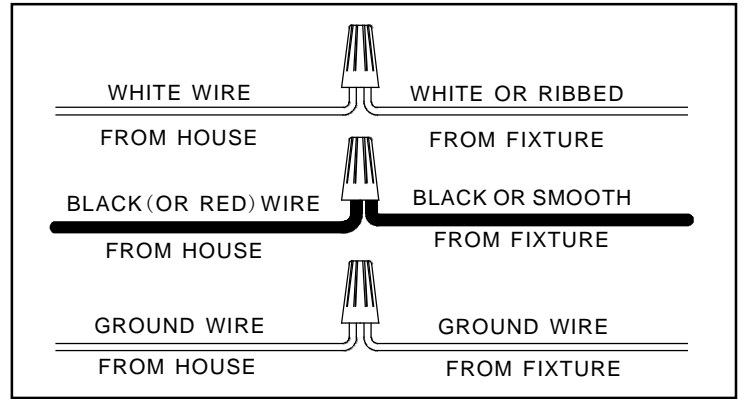 WHITE WIRE
FROM HOUSE
WHITE OR RIBBED
FROM FIXTURE
BLACK(OR RED) WIRE
FROM HOUSE
BLACK OR SMOOTH
FROM FIXTURE
GROUND WIRE
FROM HOUSE
GROUND WIRE
FROM FIXTURE